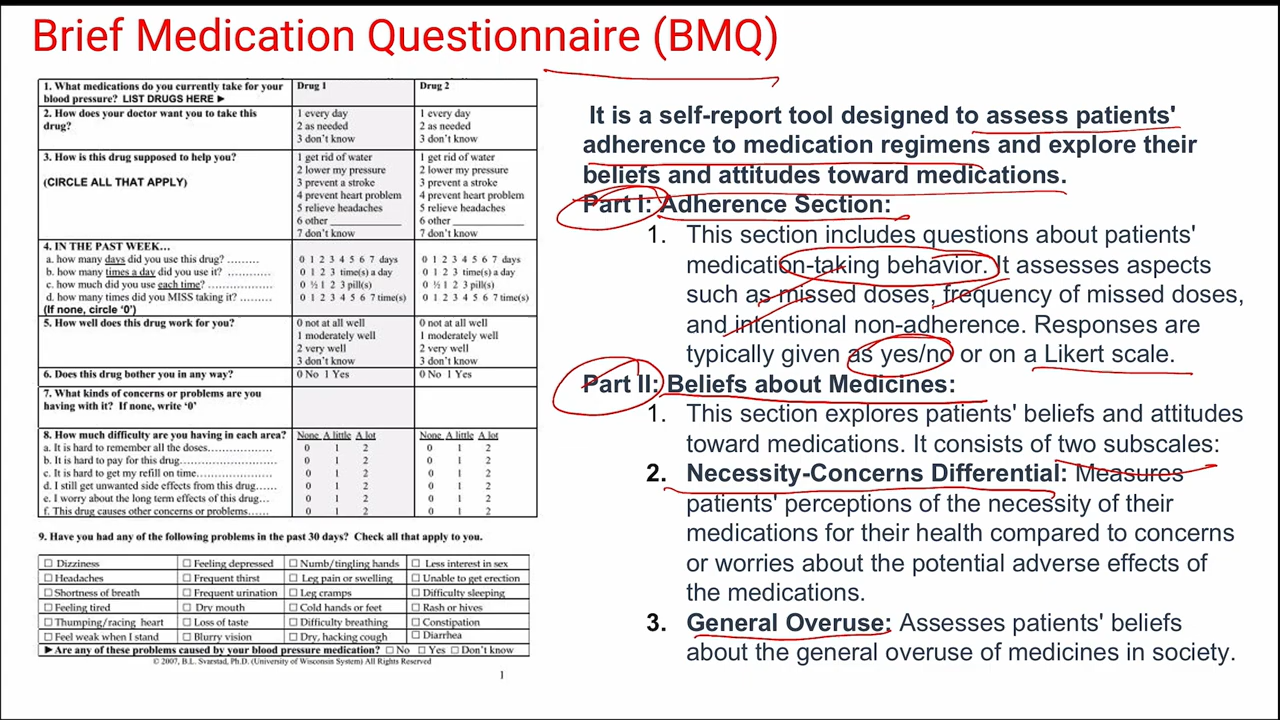 Brief Medication Questionnaire (BMQ)
1. What medications do you currently take for your blood pressure? LIST DRUGS HERE ► Drug 1 Drug 2
2. How does your doctor want you to take this drug?
1 every day
2 as needed
3 don't know
1 every day
2 as needed
3 don't know
3. How is this drug supposed to help you?
(CIRCLE ALL THAT APPLY)
1 get rid of water
2 lower my pressure
3 prevent a stroke
4 prevent heart problem
5 relieve headaches
6 other ____________
7 don't know
1 get rid of water
2 lower my pressure
3 prevent a stroke
4 prevent heart problem
5 relieve headaches
6 other ____________
7 don't know
4. IN THE PAST WEEK…
a. how many days did you use this drug? ……… 0 1 2 3 4 5 6 7 days 0 1 2 3 4 5 6 7 days
b. how many times a day did you use it? ………… 0 1 2 3 time(s) a day 0 1 2 3 time(s) a day
c. how much did you use each time? ……………… 0 ½ 1 2 3 pill(s) 0 ½ 1 2 3 pill(s)
d. how many times did you MISS taking it? ……… 0 1 2 3 4 5 6 7 time(s) 0 1 2 3 4 5 6 7 time(s)
(If none, circle '0')
5. How well does this drug work for you?
0 not at all well
1 moderately well
2 very well
3 don't know
0 not at all well
1 moderately well
2 very well
3 don't know
6. Does this drug bother you in any way? 0 No 1 Yes 0 No 1 Yes
7. What kinds of concerns or problems are you
having with it? If none, write '0'
8. How much difficulty are you having in each area? None A little A lot None A little A lot
a. It is hard to remember all the doses……………… 0 1 2 0 1 2
b. It is hard to pay for this drug……………………… 0 1 2 0 1 2
c. It is hard to get my refill on time………………… 0 1 2 0 1 2
d. I still get unwanted side effects from this drug…… 0 1 2 0 1 2
e. I worry about the long term effects of this drug… 0 1 2 0 1 2
f. This drug causes other concerns or problems…… 0 1 2 0 1 2
9. Have you had any of the following problems in the past 30 days? Check all that apply to you.
☐ Dizziness ☐ Feeling depressed ☐ Numb/tingling hands ☐ Less interest in sex
☐ Headaches ☐ Frequent thirst ☐ Leg pain or swelling ☐ Unable to get erection
☐ Shortness of breath ☐ Frequent urination ☐ Leg cramps ☐ Difficulty sleeping
☐ Feeling tired ☐ Dry mouth ☐ Cold hands or feet ☐ Rash or hives
☐ Thumping/racing heart ☐ Loss of taste ☐ Difficulty breathing ☐ Constipation
☐ Feel weak when I stand ☐ Blurry vision ☐ Dry, hacking cough ☐ Diarrhea
►Are any of these problems caused by your blood pressure medication? ☐ No ☐ Yes ☐ Don't know
© 2007, B.L. Svarstad, Ph.D. (University of Wisconsin System) All Rights Reserved
1
It is a self-report tool designed to assess patients'
adherence to medication regimens and explore their
beliefs and attitudes toward medications.
Part I: Adherence Section:
1. This section includes questions about patients'
medication-taking behavior. It assesses aspects
such as missed doses, frequency of missed doses,
and intentional non-adherence. Responses are
typically given as yes/no or on a Likert scale.
Part II: Beliefs about Medicines:
1. This section explores patients' beliefs and attitudes
toward medications. It consists of two subscales:
2. Necessity-Concerns Differential: Measures
patients' perceptions of the necessity of their
medications for their health compared to concerns
or worries about the potential adverse effects of
the medications.
3. General Overuse: Assesses patients' beliefs
about the general overuse of medicines in society.